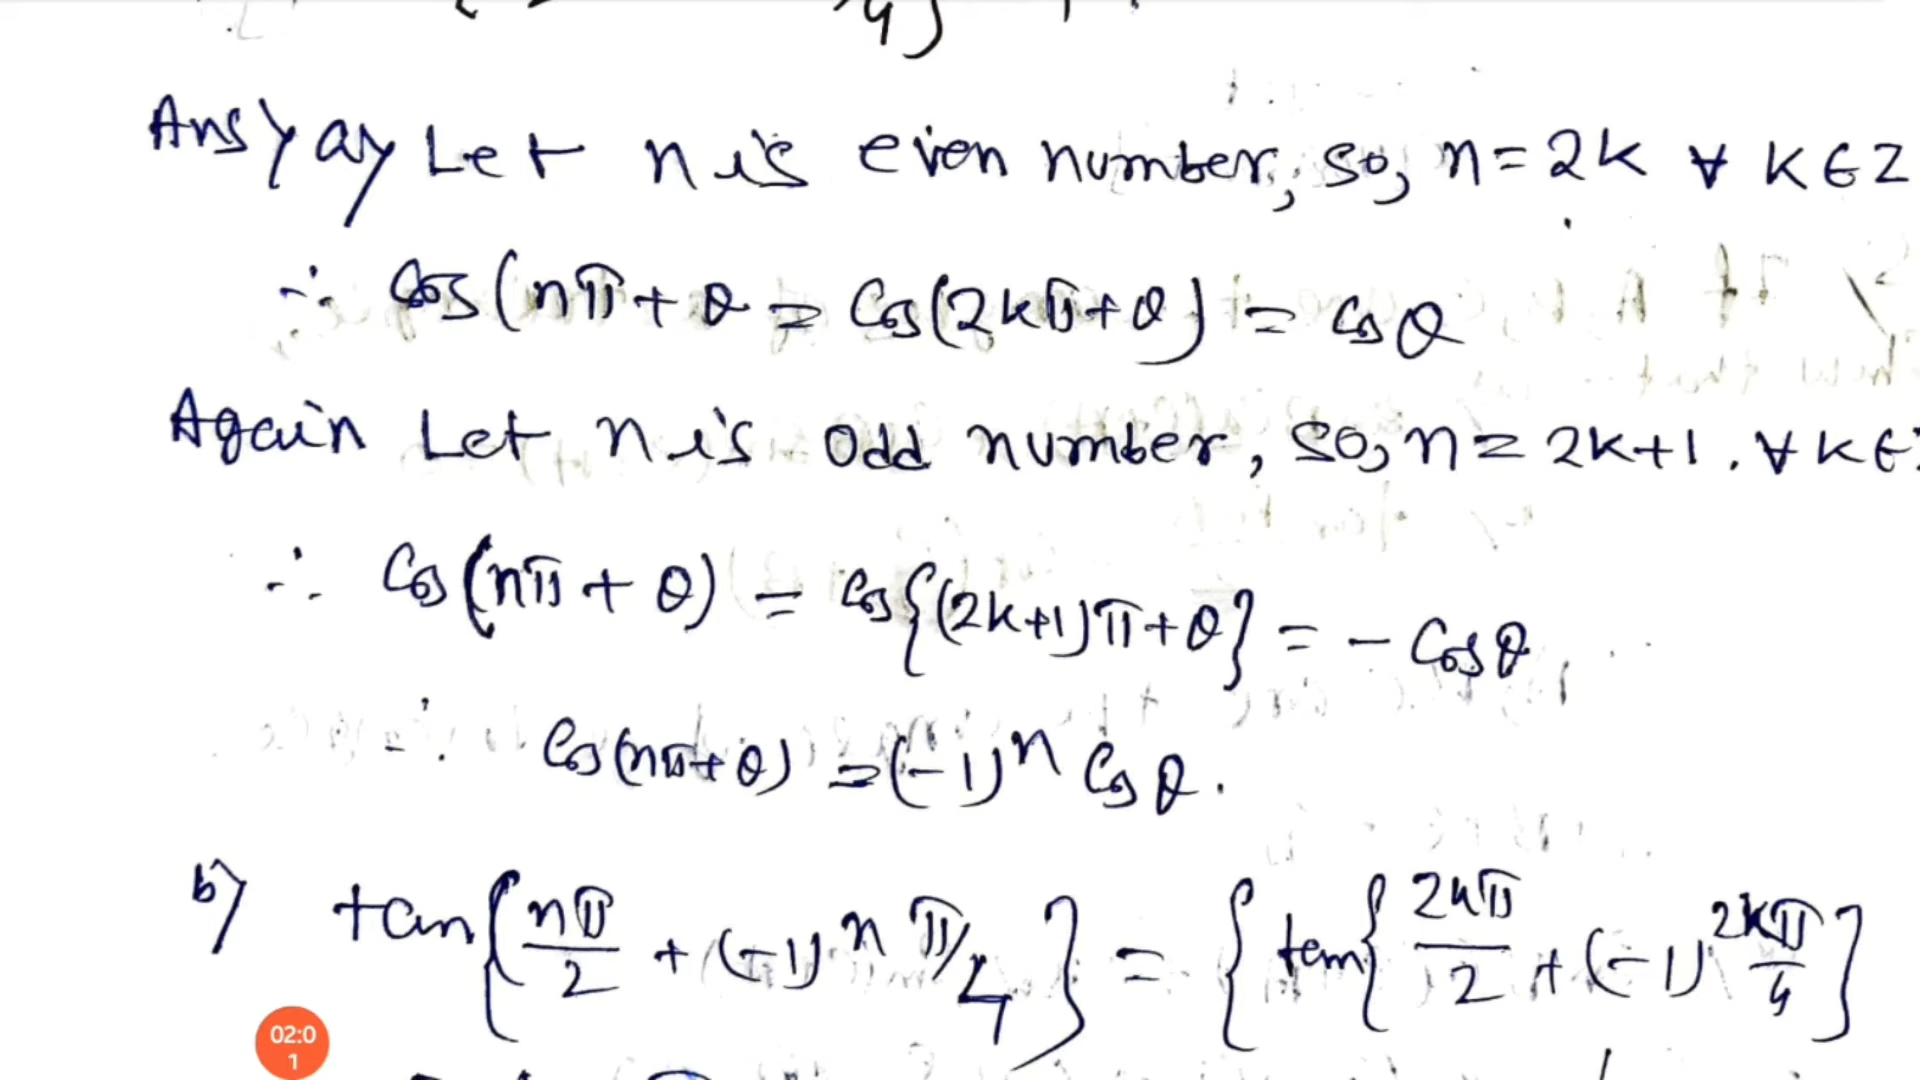 Ans) a) Let n is even number, so, n = 2k ∀ k ∈ Z
∴ Cos(nπ + θ = Cos(2kπ + θ) = Cos θ
Again Let n is odd number, so, n = 2k+1. ∀ k ∈
∴ Cos(nπ + θ) = Cos{(2k+1)π + θ} = - Cos θ
∴ Cos(nπ + θ) = (-1)^n Cos θ.
b) tan{nπ/2 + (-1)^n π/4} = { tan{2kπ/2 + (-1)^2k π/4}
02:01